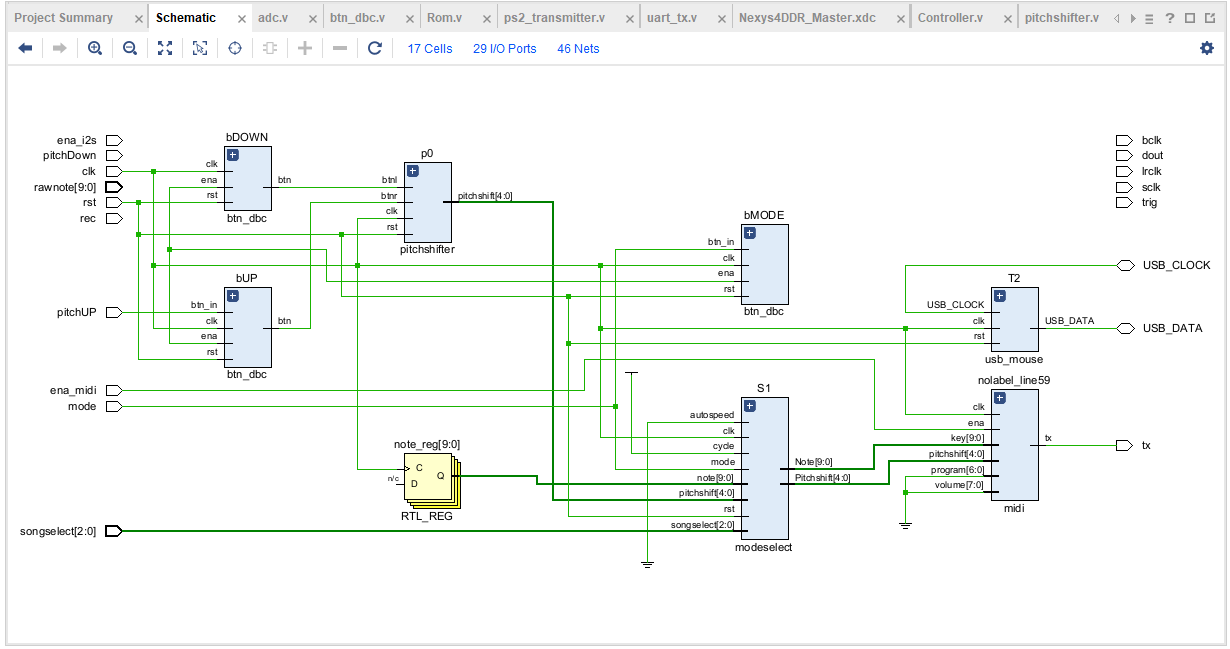 Project Summary
Schematic
adc.v
btn_dbc.v
Rom.v
ps2_transmitter.v
uart_tx.v
Nexys4DDR_Master.xdc
Controller.v
pitchshifter.v
17 Cells
29 I/O Ports
46 Nets
ena_i2s
pitchDown
clk
rawnote[9:0]
rst
rec
bDOWN
clk
ena
rst
btn
btn_dbc
p0
btnl
btnr
clk
rst
pitchshift[4:0]
pitchshifter
bclk
dout
lrclk
sclk
trig
bMODE
btn_in
clk
ena
rst
btn_dbc
pitchUP
bUP
btn_in
clk
ena
rst
btn
btn_dbc
USB_CLOCK
T2
USB_CLOCK
clk
rst
USB_DATA
usb_mouse
USB_DATA
ena_midi
mode
nolabel_line59
clk
ena
key[9:0]
pitchshift[4:0]
program[6:0]
volume[7:0]
tx
midi
tx
S1
autospeed
clk
cycle
mode
note[9:0]
pitchshift[4:0]
rst
songselect[2:0]
Note[9:0]
Pitchshift[4:0]
modeselect
note_reg[9:0]
C
n/c
D
Q
RTL_REG
songselect[2:0]